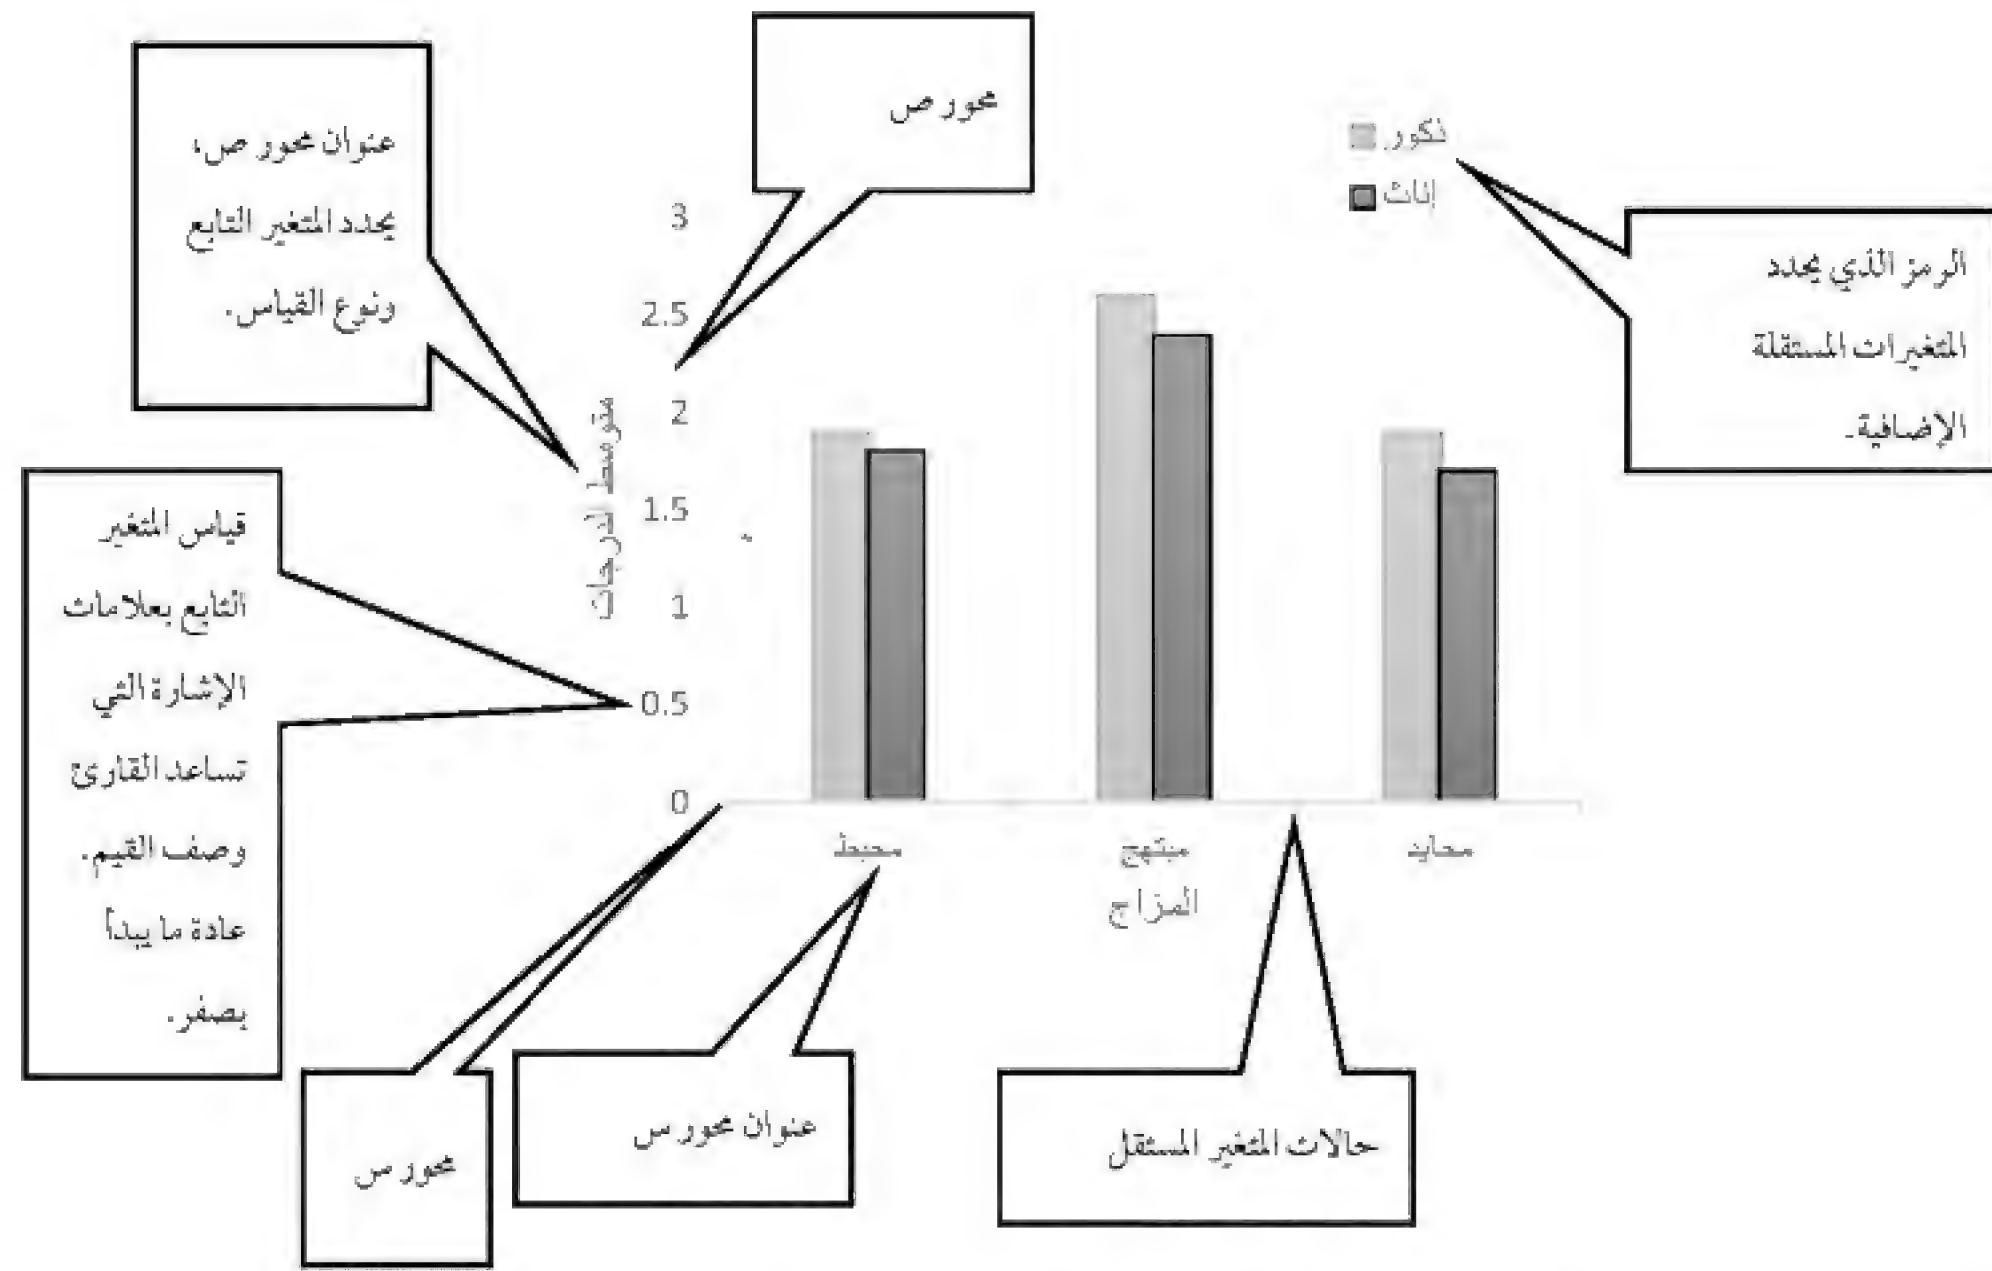 محور ص
عنوان محور ص،
يحدد المتغير التابع
ونوع القياس.
ذكور
إناث
الرمز الذي يحدد
المتغيرات المستقلة
الإضافية.
3
2.5
2
1.5
1
0.5
0
متوسط الدرجات
قياس المتغير
التابع بعلامات
الإشارة التي
تساعد القارئ
وصف القيم.
عادة ما يبدأ
بصفر.
محبط
مبتهج
محايد
المزاج
محور س
عنوان محور س
حالات المتغير المستقل